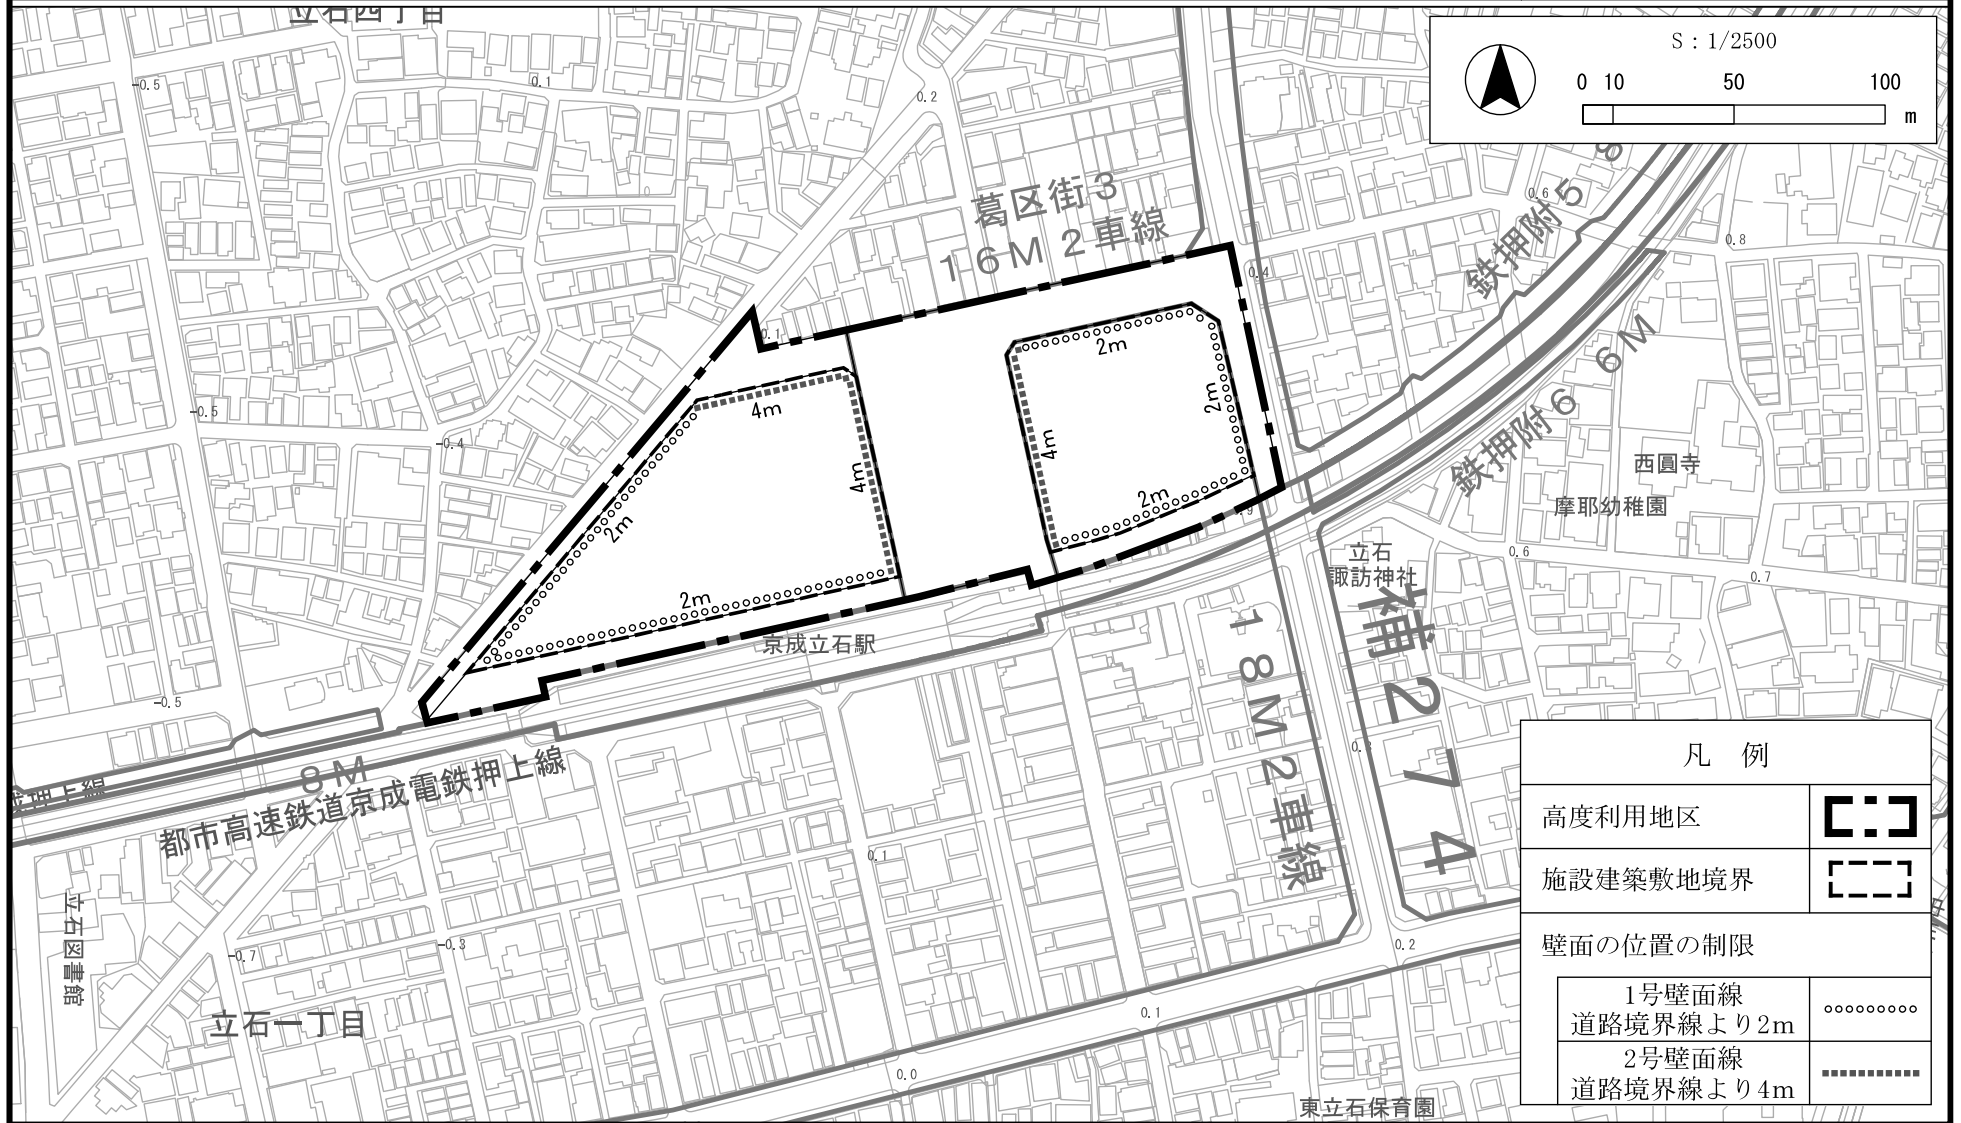 立石四丁目
S：1/2500
0 10 50 100
m
-0.5
0.1
0.2
葛区街3
16M 2車線
0.6
鉄押附5
0.8
0.4
0.1
2m
4m
2m
-0.5
-0.4
4m
4m
2m
2m
2m
鉄押附6 6M
西圓寺
摩耶幼稚園
立石
諏訪神社
0.6
0.7
京成立石駅
-0.5
18M2車線
補274
8M
都市高速鉄道京成電鉄押上線
0.1
立石図書館
-0.7
-0.3
0.2
立石一丁目
0.1
0.0
東立石保育園
凡 例
高度利用地区
施設建築敷地境界
壁面の位置の制限
1号壁面線
道路境界線より2m
2号壁面線
道路境界線より4m